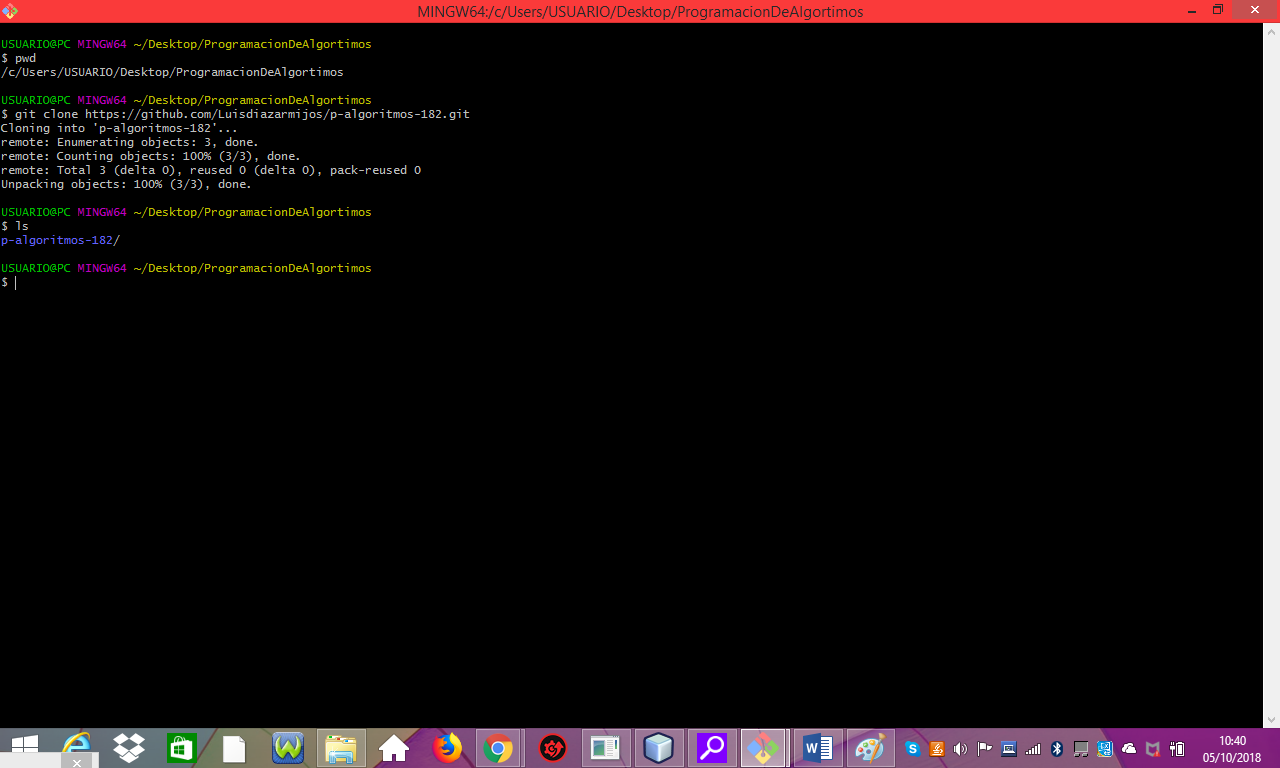 MINGW64:/c/Users/USUARIO/Desktop/ProgramacionDeAlgortimos
USUARIO@PC MINGW64 ~/Desktop/ProgramacionDeAlgortimos
$ pwd
/c/Users/USUARIO/Desktop/ProgramacionDeAlgortimos
USUARIO@PC MINGW64 ~/Desktop/ProgramacionDeAlgortimos
$ git clone https://github.com/Luisdiazarmijos/p-algoritmos-182.git
Cloning into 'p-algoritmos-182'...
remote: Enumerating objects: 3, done.
remote: Counting objects: 100% (3/3), done.
remote: Total 3 (delta 0), reused 0 (delta 0), pack-reused 0
Unpacking objects: 100% (3/3), done.
USUARIO@PC MINGW64 ~/Desktop/ProgramacionDeAlgortimos
$ ls
p-algoritmos-182/
USUARIO@PC MINGW64 ~/Desktop/ProgramacionDeAlgortimos
$
10:40
05/10/2018